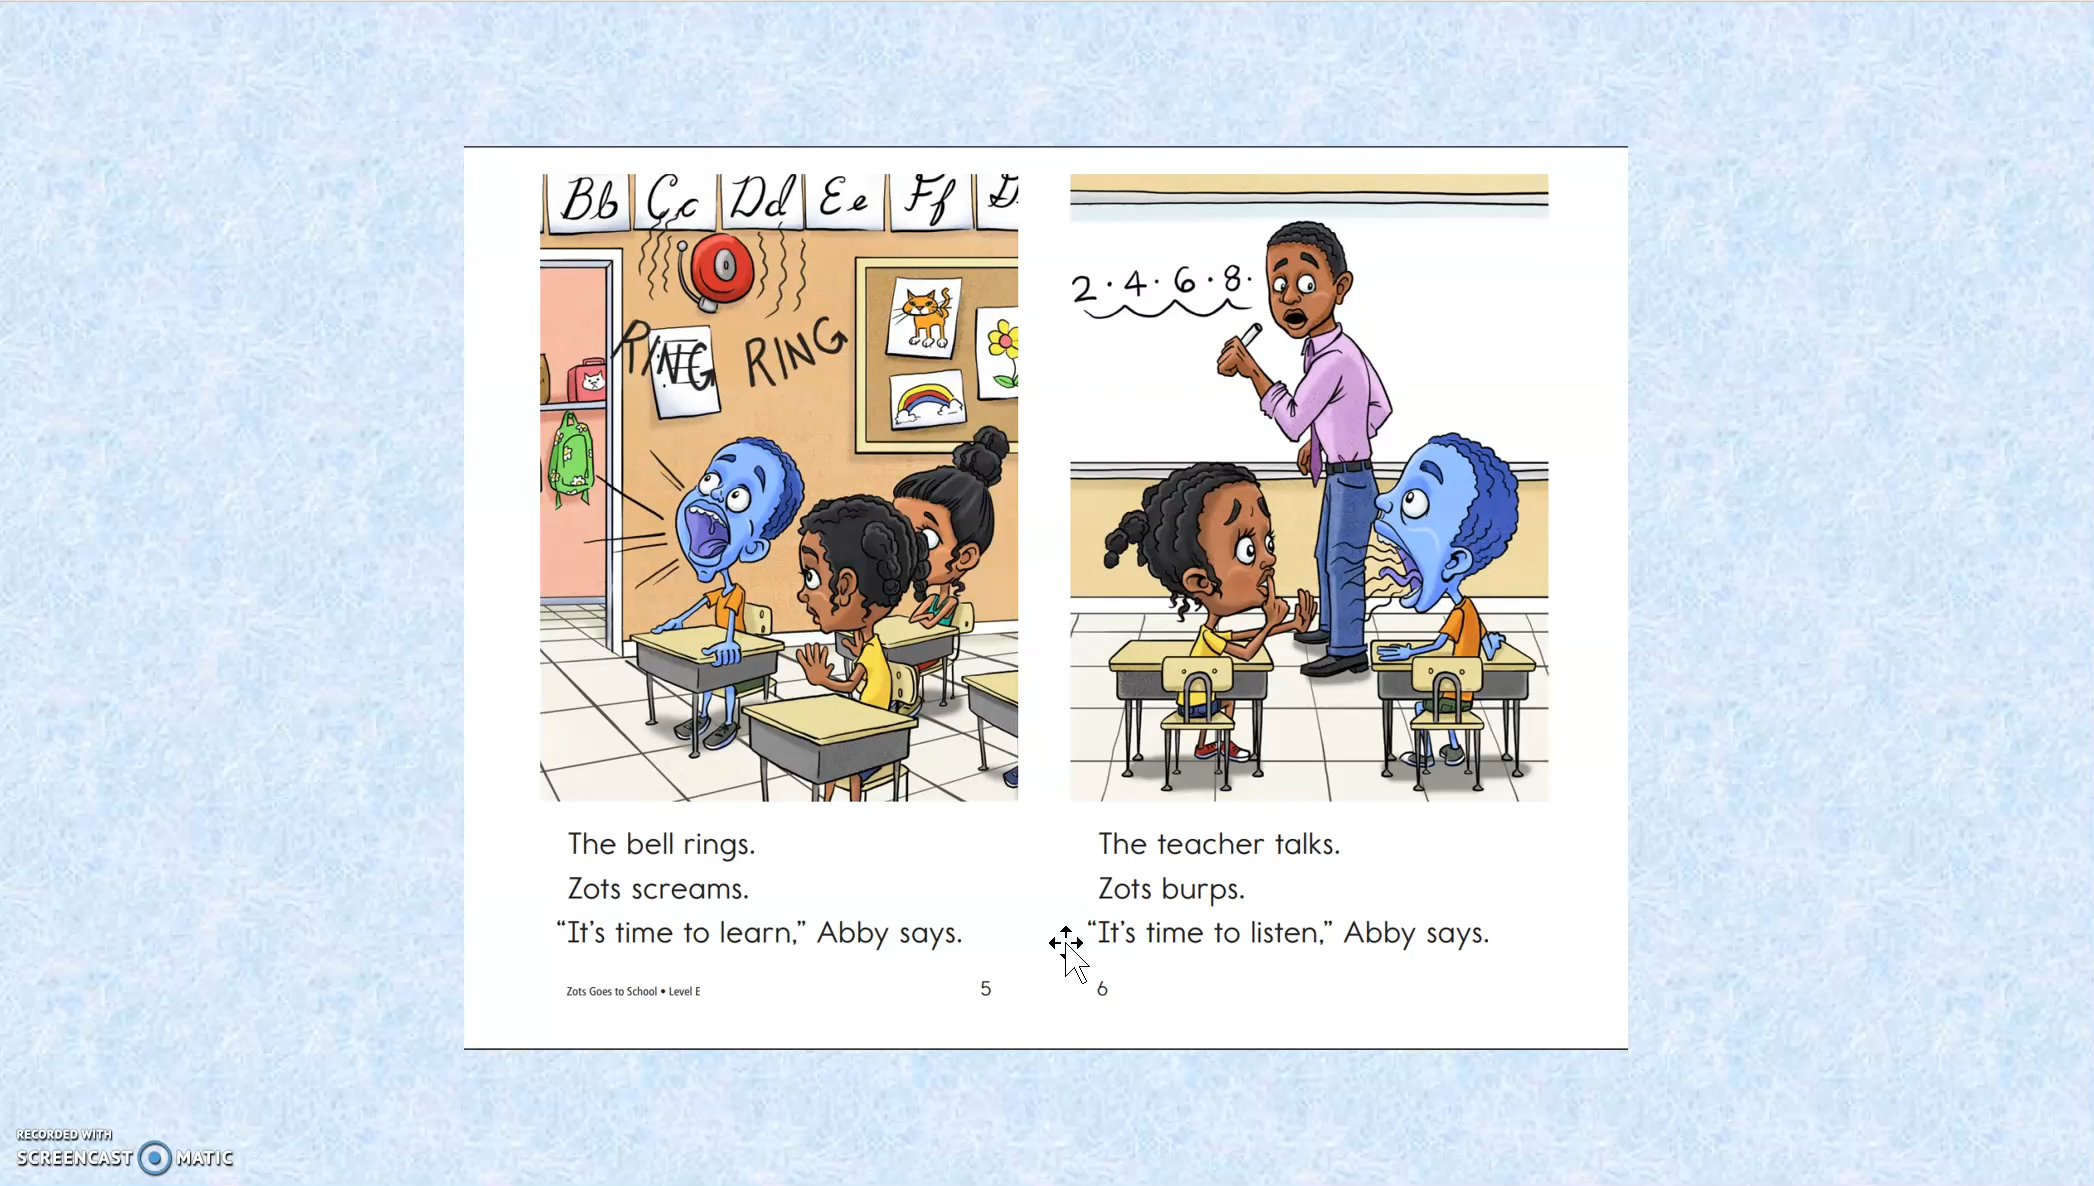 Bb Cc Dd Ee Ff
RING RING
The bell rings.
Zots screams.
“It’s time to learn,” Abby says.
Zots Goes to School • Level E
5
2 · 4 · 6 · 8 ·
The teacher talks.
Zots burps.
“It’s time to listen,” Abby says.
6
RECORDED WITH
SCREENCAST MATIC